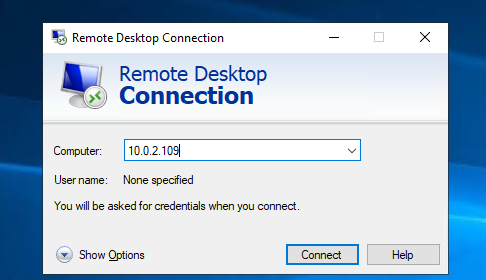 Remote Desktop Connection
Remote Desktop
Connection
Computer: 10.0.2.109
User name: None specified
You will be asked for credentials when you connect.
Show Options Connect Help